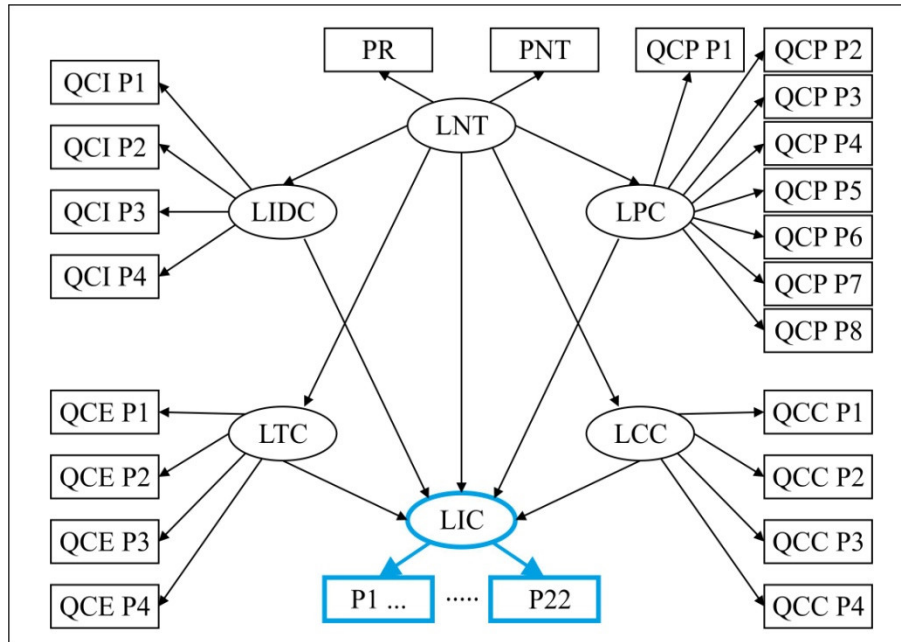 PR
PNT
QCP P1
QCP P2
QCI P1
QCP P3
LNT
QCI P2
QCP P4
QCP P5
QCI P3
LIDC
LPC
QCP P6
QCI P4
QCP P7
QCP P8
QCE P1
QCC P1
LTC
LCC
QCE P2
QCC P2
LIC
QCE P3
QCC P3
P1 ...
.....
P22
QCE P4
QCC P4